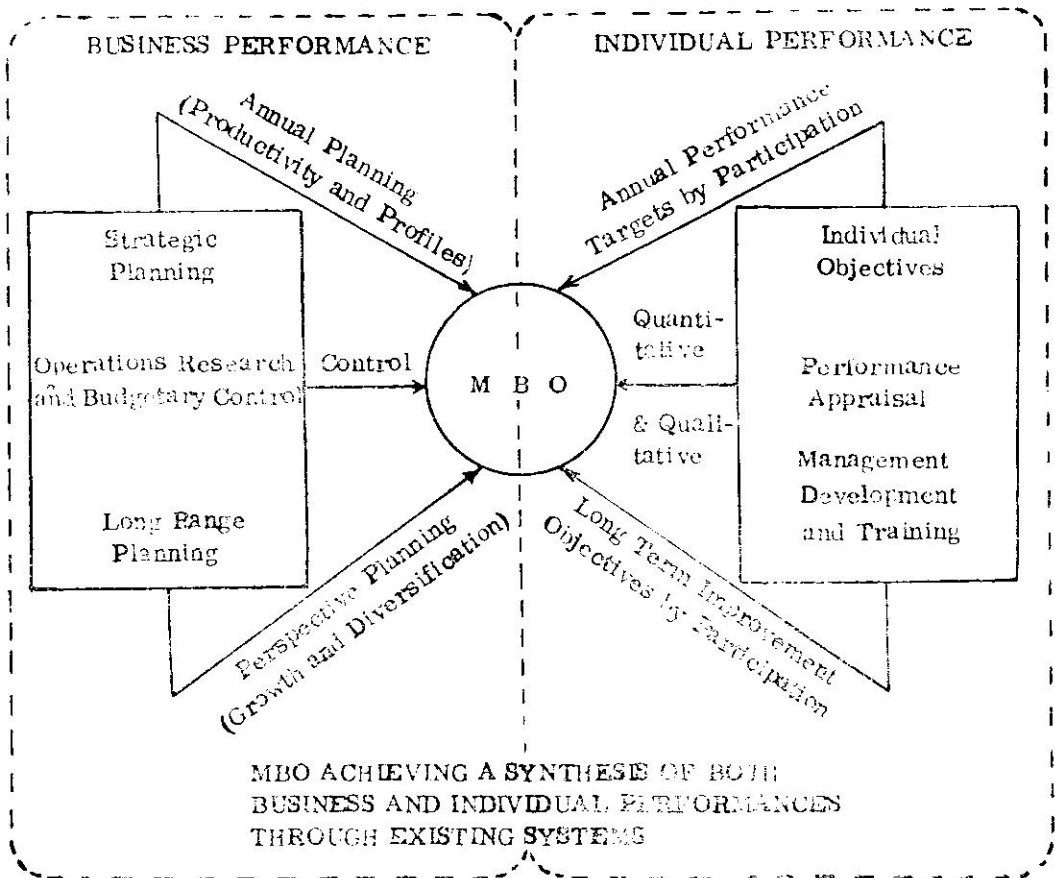 BUSINESS PERFORMANCE
INDIVIDUAL PERFORMANCE
Annual Planning
(Productivity and Profiles)
Annual Performance
Targets by Participation
Strategic
Planning
Operations Research
and Budgetary Control
Long Range
Planning
Control
M B O
Quanti-
tative
& Quali-
tative
Individual
Objectives
Performance
Appraisal
Management
Development
and Training
Perspective Planning
(Growth and Diversification)
Long Term Improvement
Objectives by Participation
MBO ACHIEVING A SYNTHESIS OF BOTH
BUSINESS AND INDIVIDUAL PERFORMANCES
THROUGH EXISTING SYSTEMS